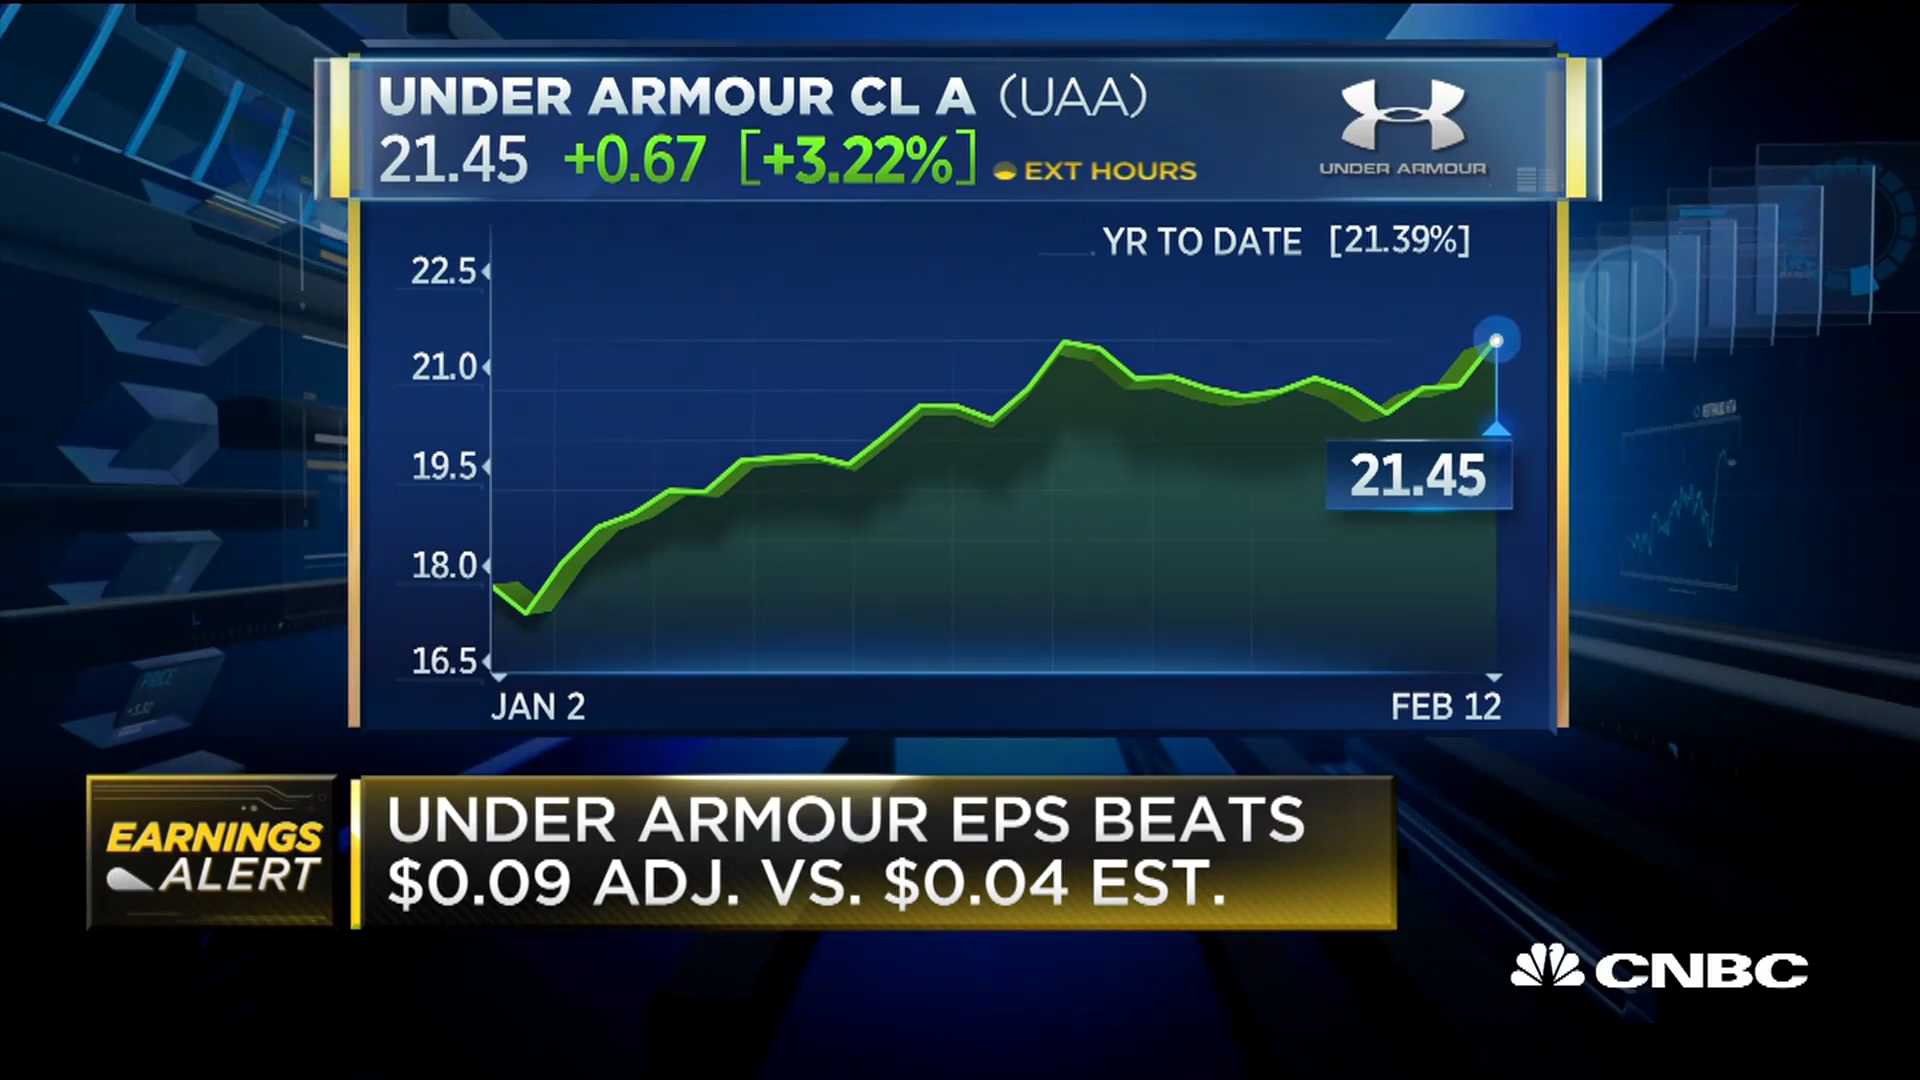 UNDER ARMOUR CL A (UAA)
21.45 +0.67 [+3.22%] EXT HOURS
UNDER ARMOUR
YR TO DATE [21.39%]
22.5
21.0
19.5
18.0
16.5
21.45
JAN 2
FEB 12
PRICE
EARNINGS
ALERT
UNDER ARMOUR EPS BEATS
$0.09 ADJ. VS. $0.04 EST.
CNBC